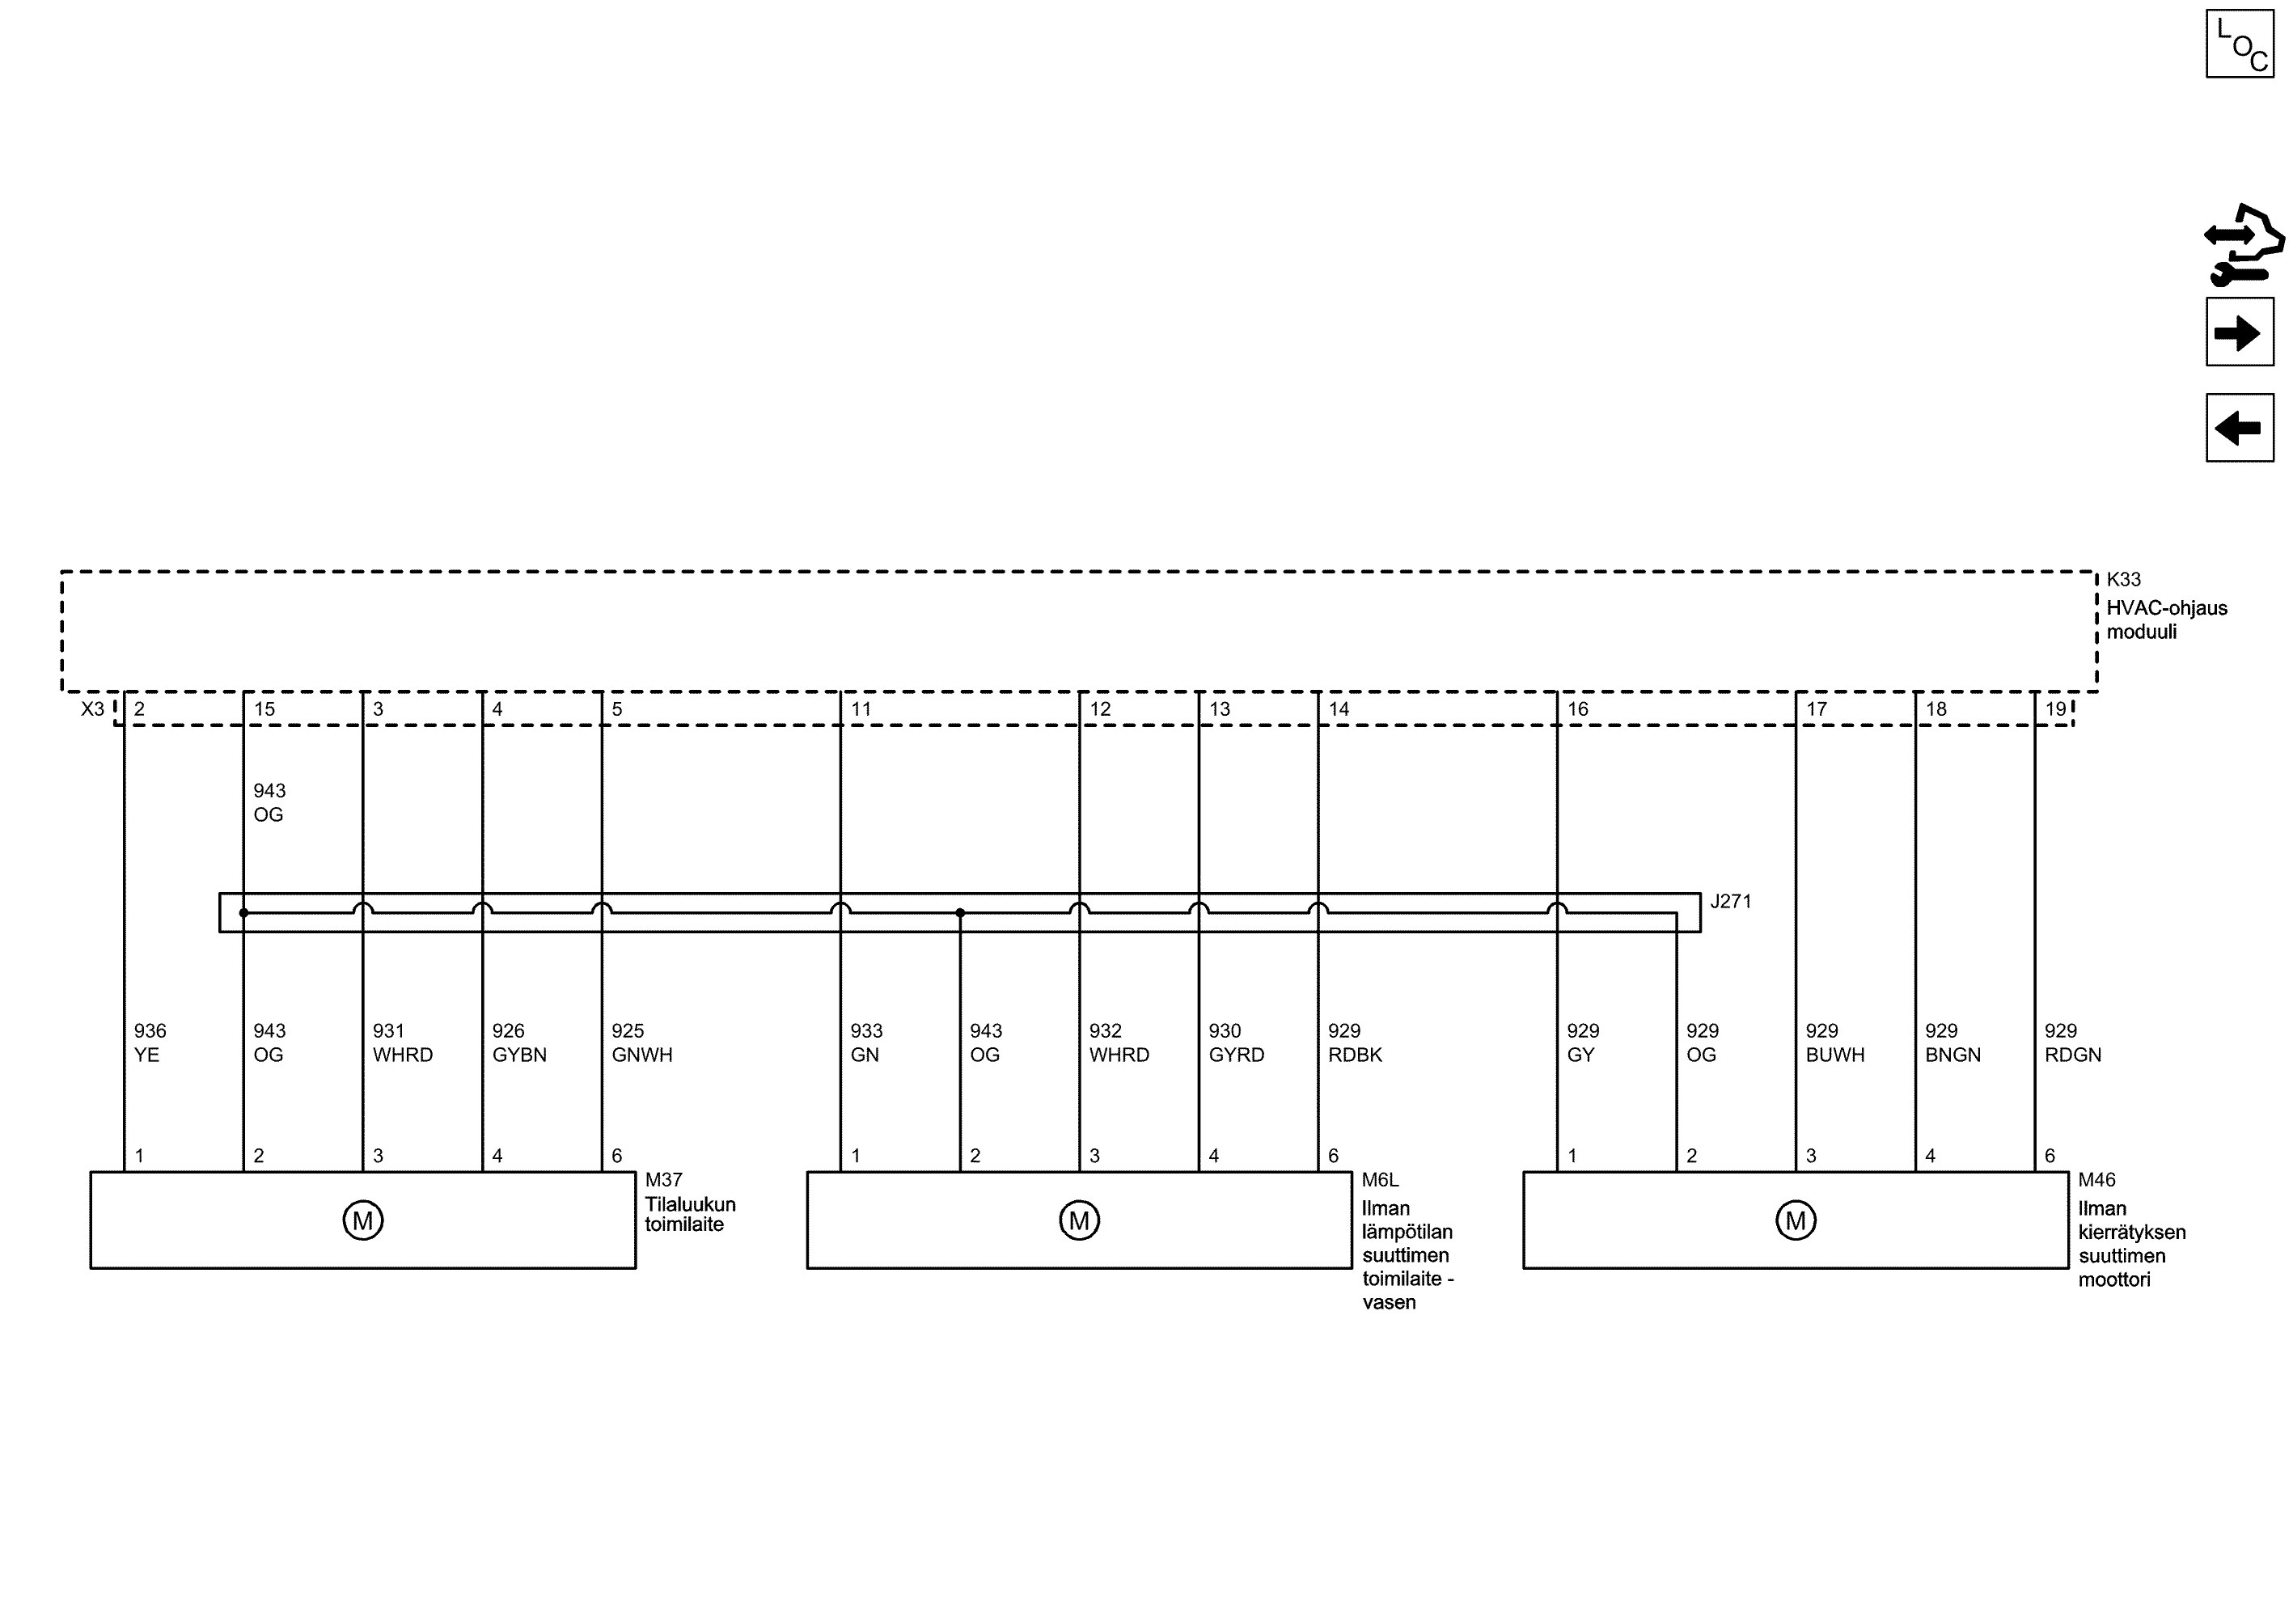 L
O
C
K33
HVAC-ohjaus
moduuli
X3 2 15 3 4 5 11 12 13 14 16 17 18 19
943
OG
J271
936 943 931 926 925 933 943 932 930 929 929 929 929 929 929
YE OG WHRD GYBN GNWH GN OG WHRD GYRD RDBK GY OG BUWH BNGN RDGN
1 2 3 4 6 1 2 3 4 6 1 2 3 4 6
M
M37
Tilaluukun
toimilaite
M
M6L
Ilman
lämpötilan
suuttimen
toimilaite -
vasen
M
M46
Ilman
kierrätyksen
suuttimen
moottori